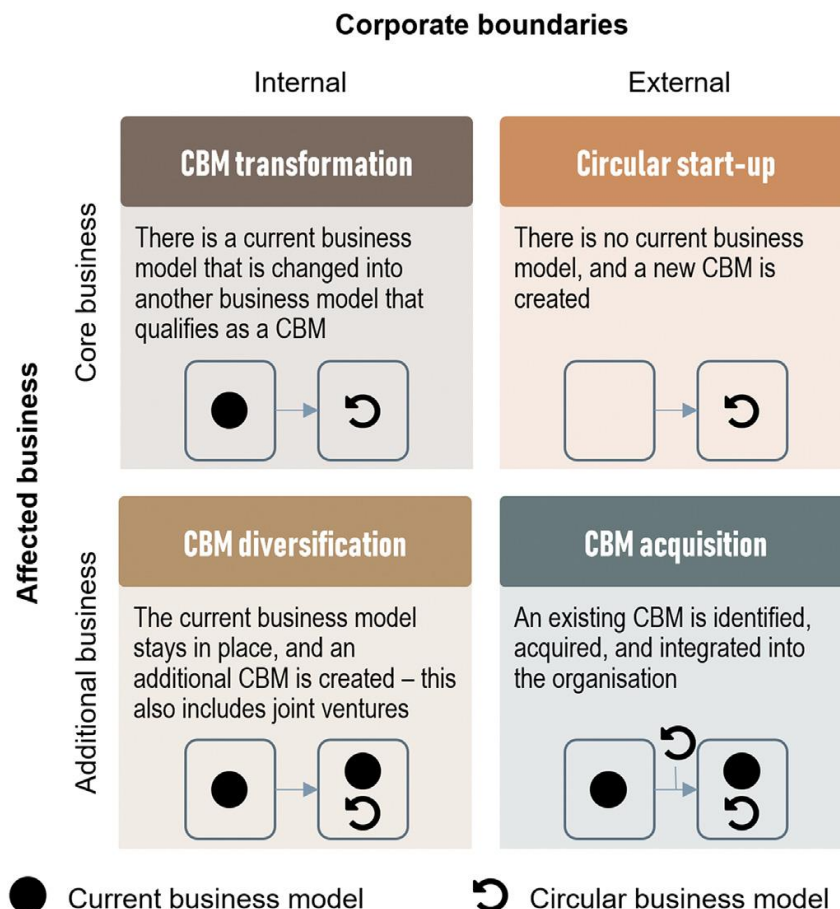 Corporate boundaries
Internal
External
Affected business
Core business
CBM transformation
There is a current business
model that is changed into
another business model that
qualifies as a CBM
Circular start-up
There is no current business
model, and a new CBM is
created
Additional business
CBM diversification
The current business model
stays in place, and an
additional CBM is created – this
also includes joint ventures
CBM acquisition
An existing CBM is identified,
acquired, and integrated into
the organisation
Current business model
Circular business model